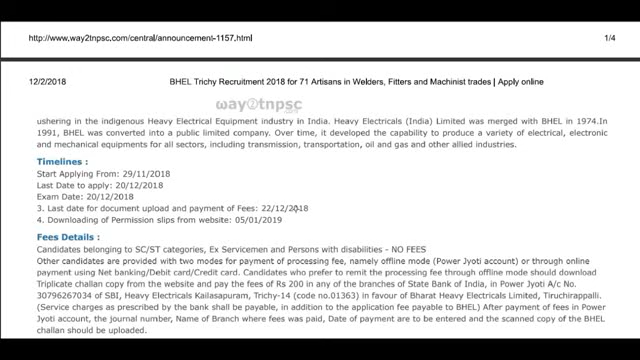 http://www.way2tnpsc.com/central/announcement-1157.html
1/4
12/2/2018
BHEL Trichy Recruitment 2018 for 71 Artisans in Welders, Fitters and Machinist trades | Apply online
way2tnpsc
ushering in the indigenous Heavy Electrical Equipment industry in India. Heavy Electricals (India) Limited was merged with BHEL in 1974.In
1991, BHEL was converted into a public limited company. Over time, it developed the capability to produce a variety of electrical, electronic
and mechanical equipments for all sectors, including transmission, transportation, oil and gas and other allied industries.
Timelines :
Start Applying From: 29/11/2018
Last Date to apply: 20/12/2018
Exam Date: 20/12/2018
3. Last date for document upload and payment of Fees: 22/12/2018
4. Downloading of Permission slips from website: 05/01/2019
Fees Details :
Candidates belonging to SC/ST categories, Ex Servicemen and Persons with disabilities - NO FEES
Other candidates are provided with two modes for payment of processing fee, namely offline mode (Power Jyoti account) or through online
payment using Net banking/Debit card/Credit card. Candidates who prefer to remit the processing fee through offline mode should download
Triplicate challan copy from the website and pay the fees of Rs 200 in any of the branches of State Bank of India, in Power Jyoti A/c No.
30796267034 of SBI, Heavy Electricals Kailasapuram, Trichy-14 (code no.01363) in favour of Bharat Heavy Electricals Limited, Tiruchirappalli.
(Service charges as prescribed by the bank shall be payable, in addition to the application fee payable to BHEL) After payment of fees in Power
Jyoti account, the journal number, Name of Branch where fees was paid, Date of payment are to be entered and the scanned copy of the BHEL
challan should be uploaded.